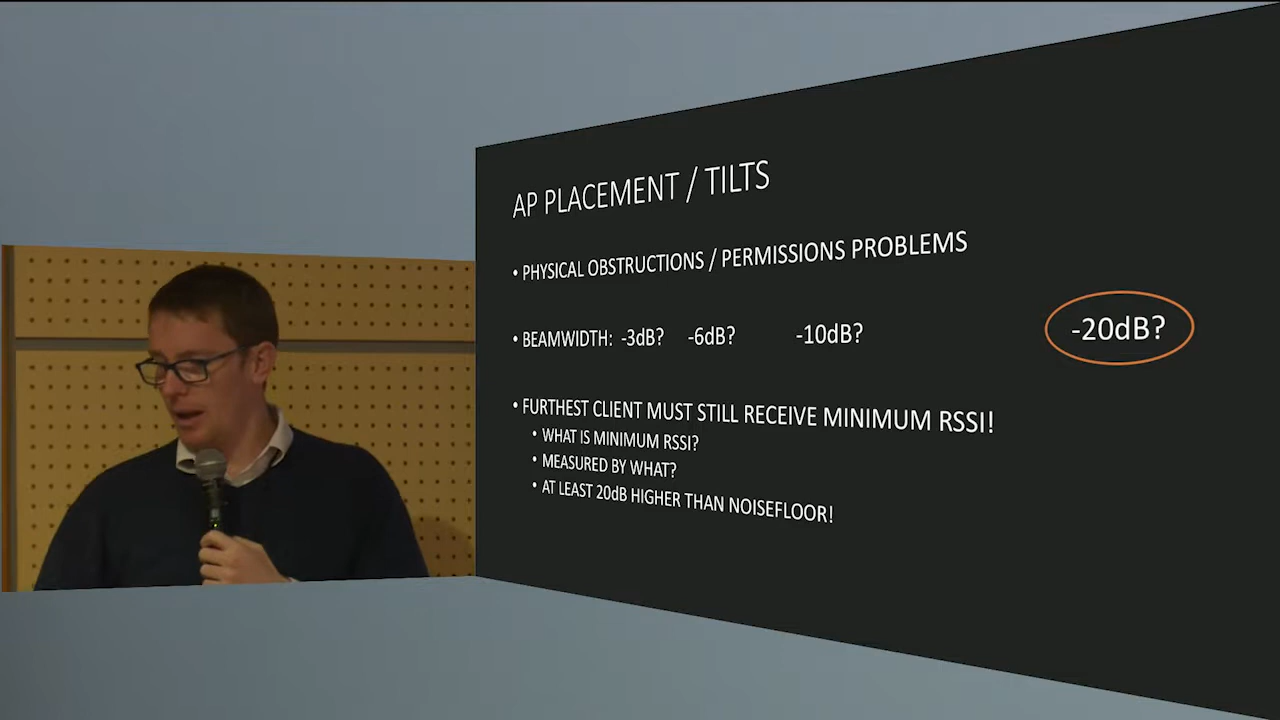 AP PLACEMENT / TILTS
• PHYSICAL OBSTRUCTIONS / PERMISSIONS PROBLEMS
• BEAMWIDTH: -3dB? -6dB? -10dB? -20dB?
• FURTHEST CLIENT MUST STILL RECEIVE MINIMUM RSSI!
• WHAT IS MINIMUM RSSI?
• MEASURED BY WHAT?
• AT LEAST 20dB HIGHER THAN NOISEFLOOR!